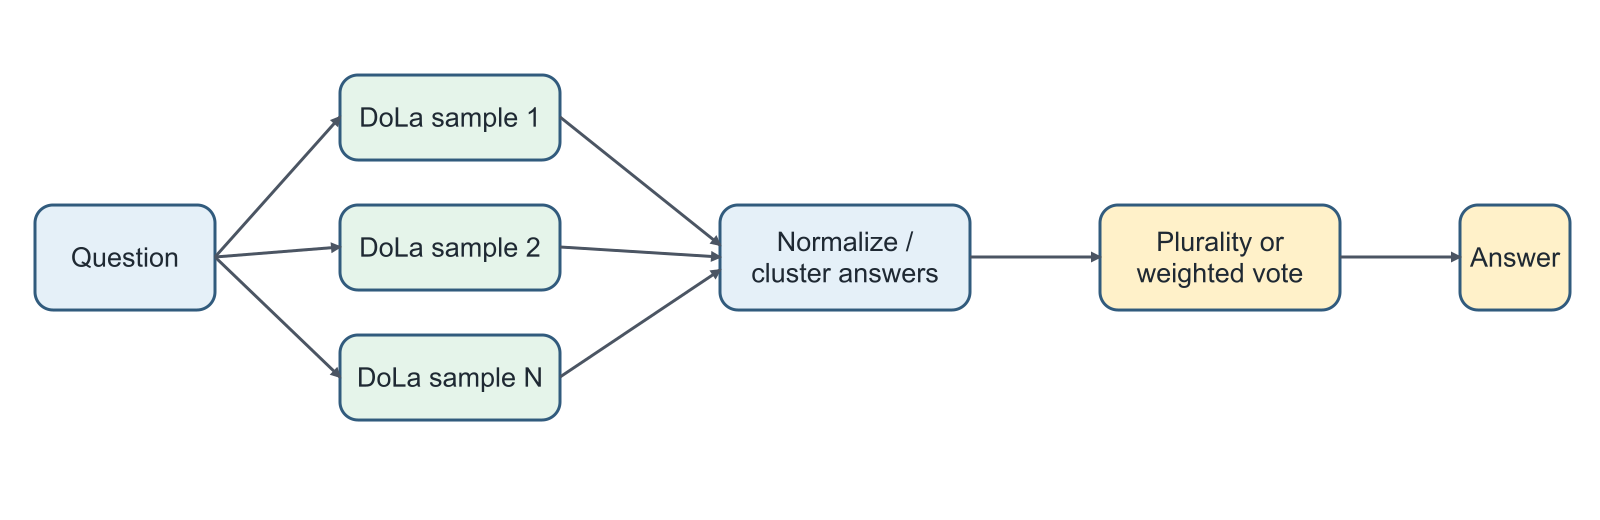 Question
DoLa sample 1
DoLa sample 2
DoLa sample N
Normalize /
cluster answers
Plurality or
weighted vote
Answer